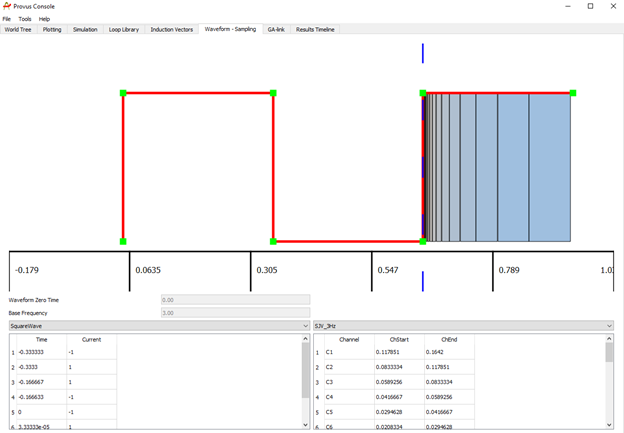 Provus Console
File Tools Help
World Tree Plotting Simulation Loop Library Induction Vectors Waveform - Sampling GA-link Results Timeline
-0.179 0.0635 0.305 0.547 0.789
Waveform Zero Time 0.00
Base Frequency 3.00
SquareWave SJV_3Hz
Time Current Channel ChStart ChEnd
1 -0.333333 -1 1 C1 0.117851 0.1642
2 -0.3333 1 2 C2 0.0833334 0.117851
3 -0.166667 1 3 C3 0.0589256 0.0833334
4 -0.166633 -1 4 C4 0.0416667 0.0589256
5 0 -1 5 C5 0.0294628 0.0416667
6 3.33333e-05 1 6 C6 0.0208334 0.0294628